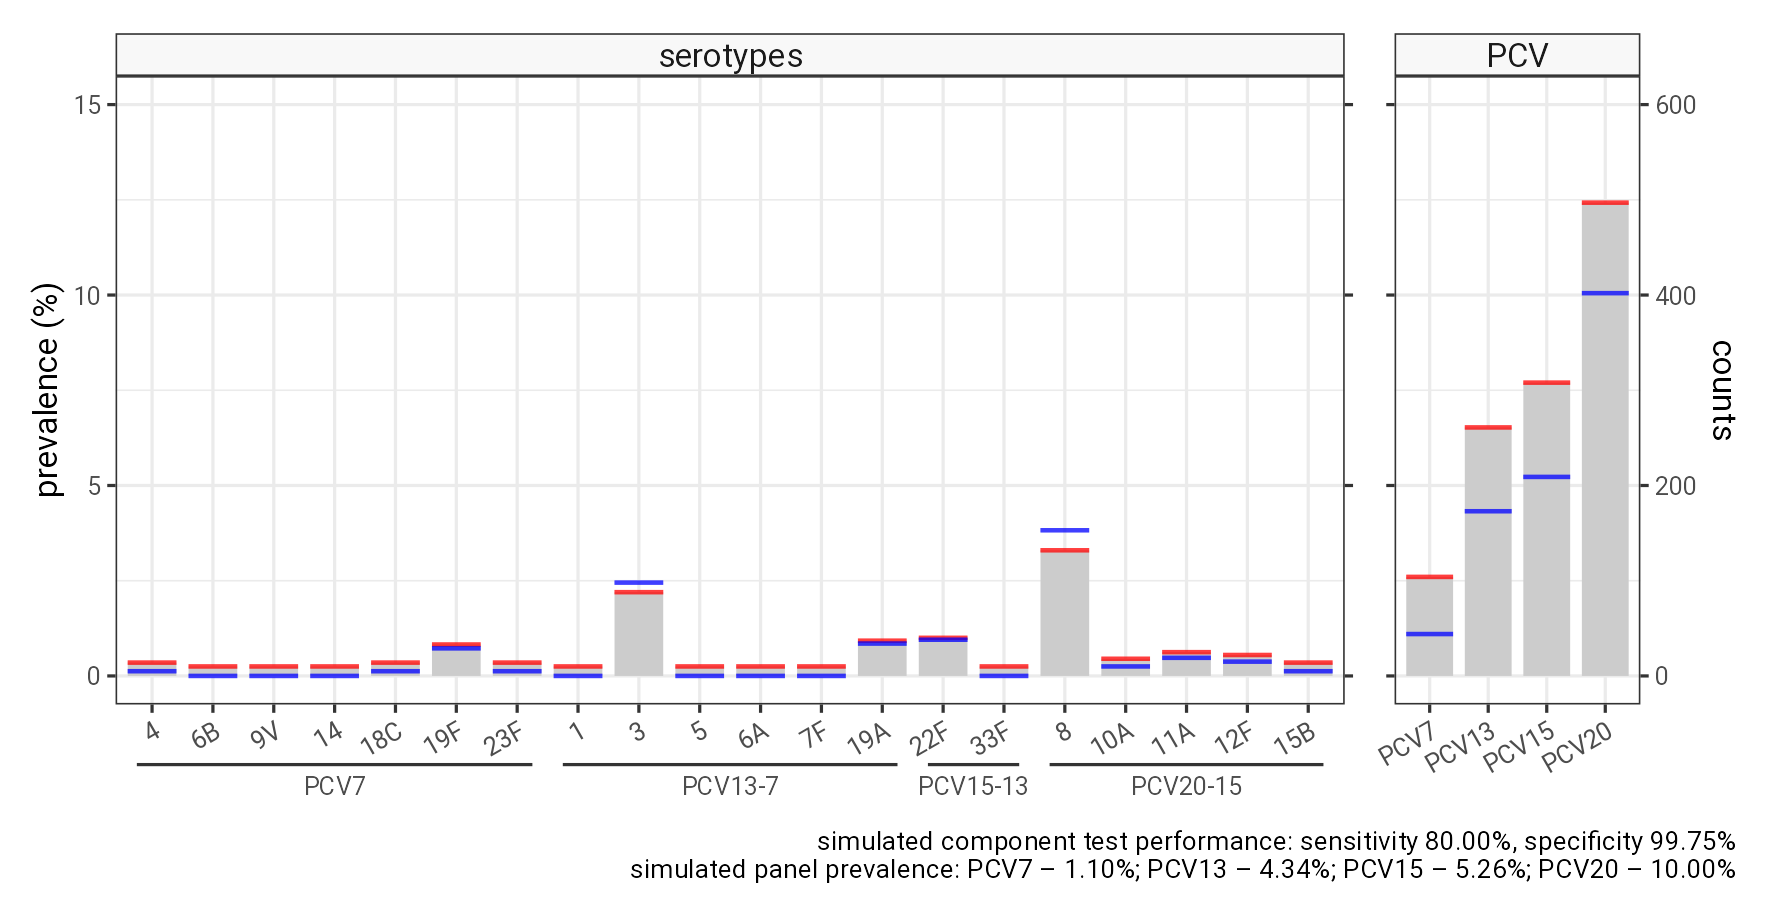 serotypes
PCV
15
10
5
0
prevalence (%)
600
400
200
0
counts
4
6B
9V
14
18C
19F
23F
1
3
5
6A
7F
19A
22F
33F
8
10A
11A
12F
15B
PCV7
PCV13
PCV15
PCV20
PCV7
PCV13-7
PCV15-13
PCV20-15
simulated component test performance: sensitivity 80.00%, specificity 99.75%
simulated panel prevalence: PCV7 – 1.10%; PCV13 – 4.34%; PCV15 – 5.26%; PCV20 – 10.00%